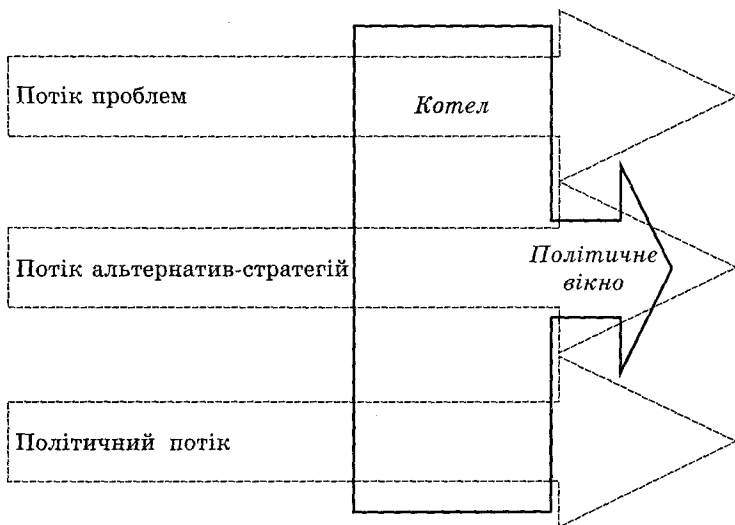 Потік проблем
Котел
Потік альтернатив-стратегій
Політичне
вікно
Політичний потік